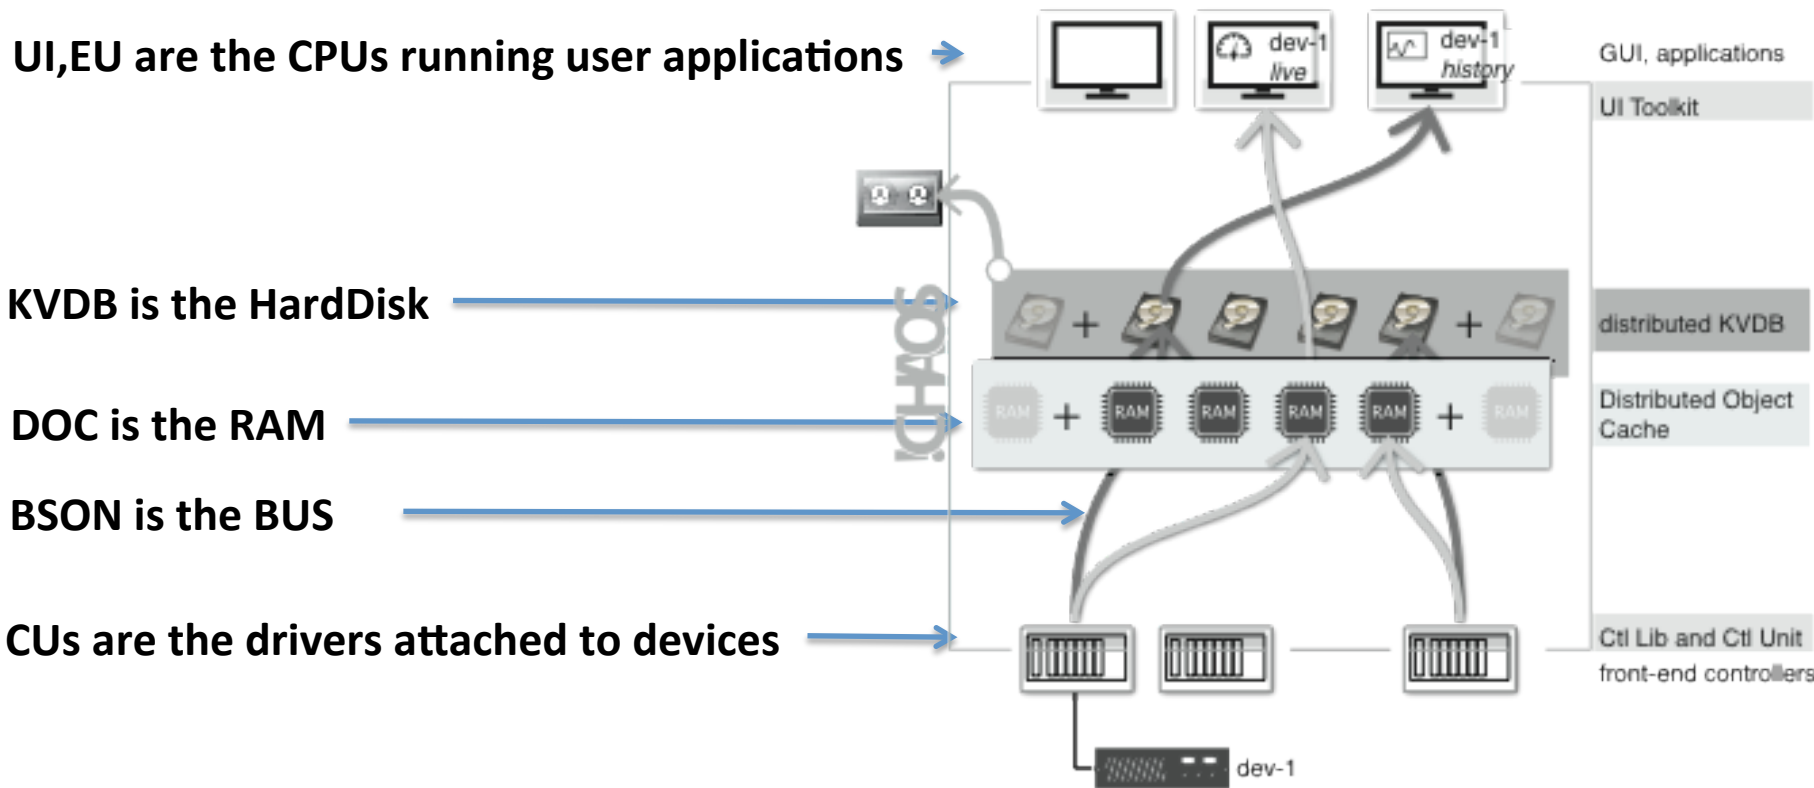 UI,EU are the CPUs running user applications
dev-1
live
dev-1
history
GUI, applications
UI Toolkit
KVDB is the HardDisk
+
+
distributed KVDB
!CHAOS
DOC is the RAM
RAM
+
RAM
RAM
RAM
RAM
+
RAM
Distributed Object
Cache
BSON is the BUS
CUs are the drivers attached to devices
Ctl Lib and Ctl Unit
front-end controllers
dev-1